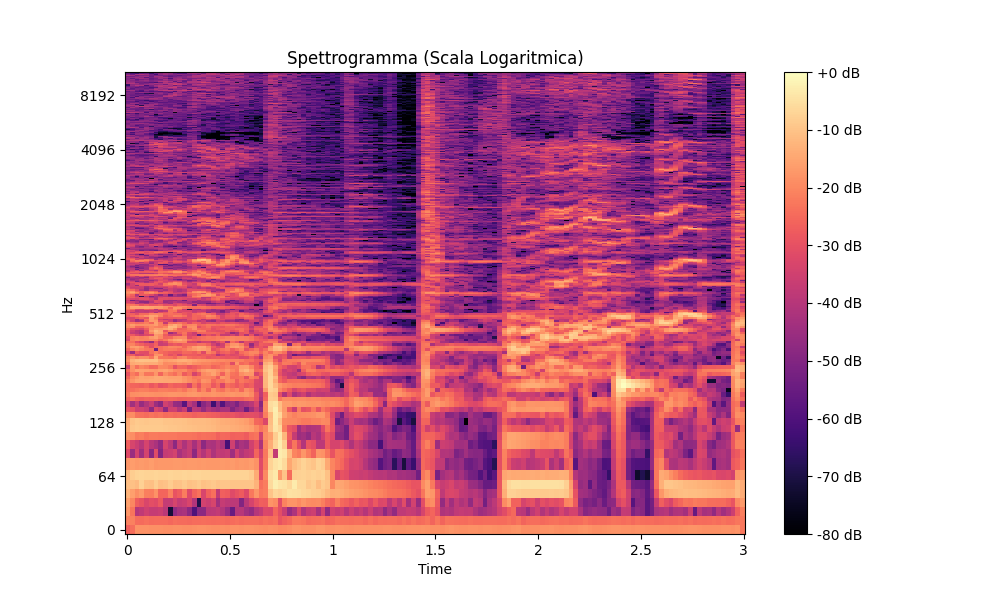 Spettrogramma (Scala Logaritmica)
Hz
8192
4096
2048
1024
512
256
128
64
0
0
0.5
1
1.5
2
2.5
3
Time
+0 dB
-10 dB
-20 dB
-30 dB
-40 dB
-50 dB
-60 dB
-70 dB
-80 dB